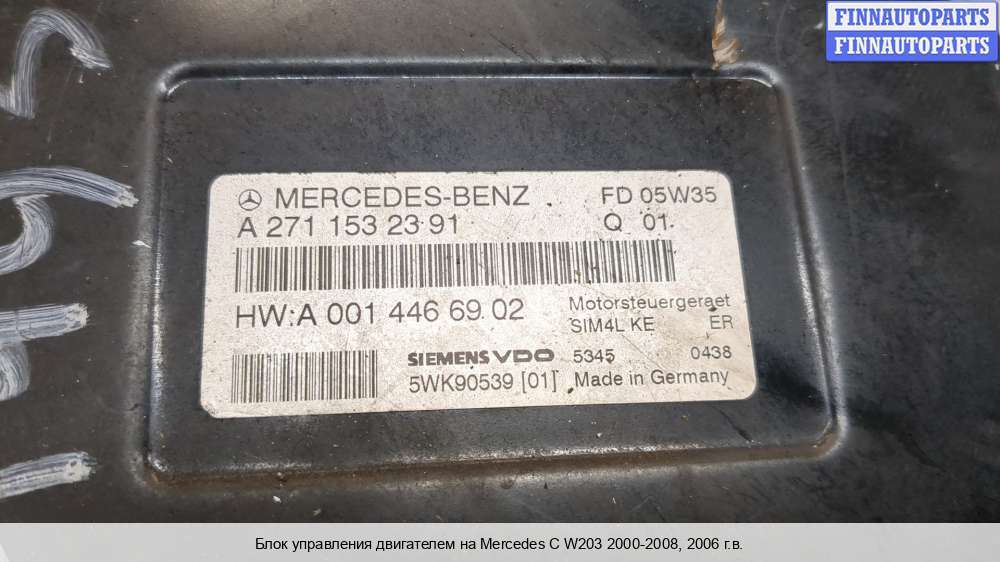 FINNAUTOPARTS
FINNAUTOPARTS
MERCEDES-BENZ FD 05W35
A 271 153 23 91 Q 01
HW:A 001 446 69 02 Motorsteuergeraet
SIM4L KE ER
SIEMENS VDO 5345 0438
5WK90539 [01] Made in Germany
Блок управления двигателем на Mercedes C W203 2000-2008, 2006 г.в.